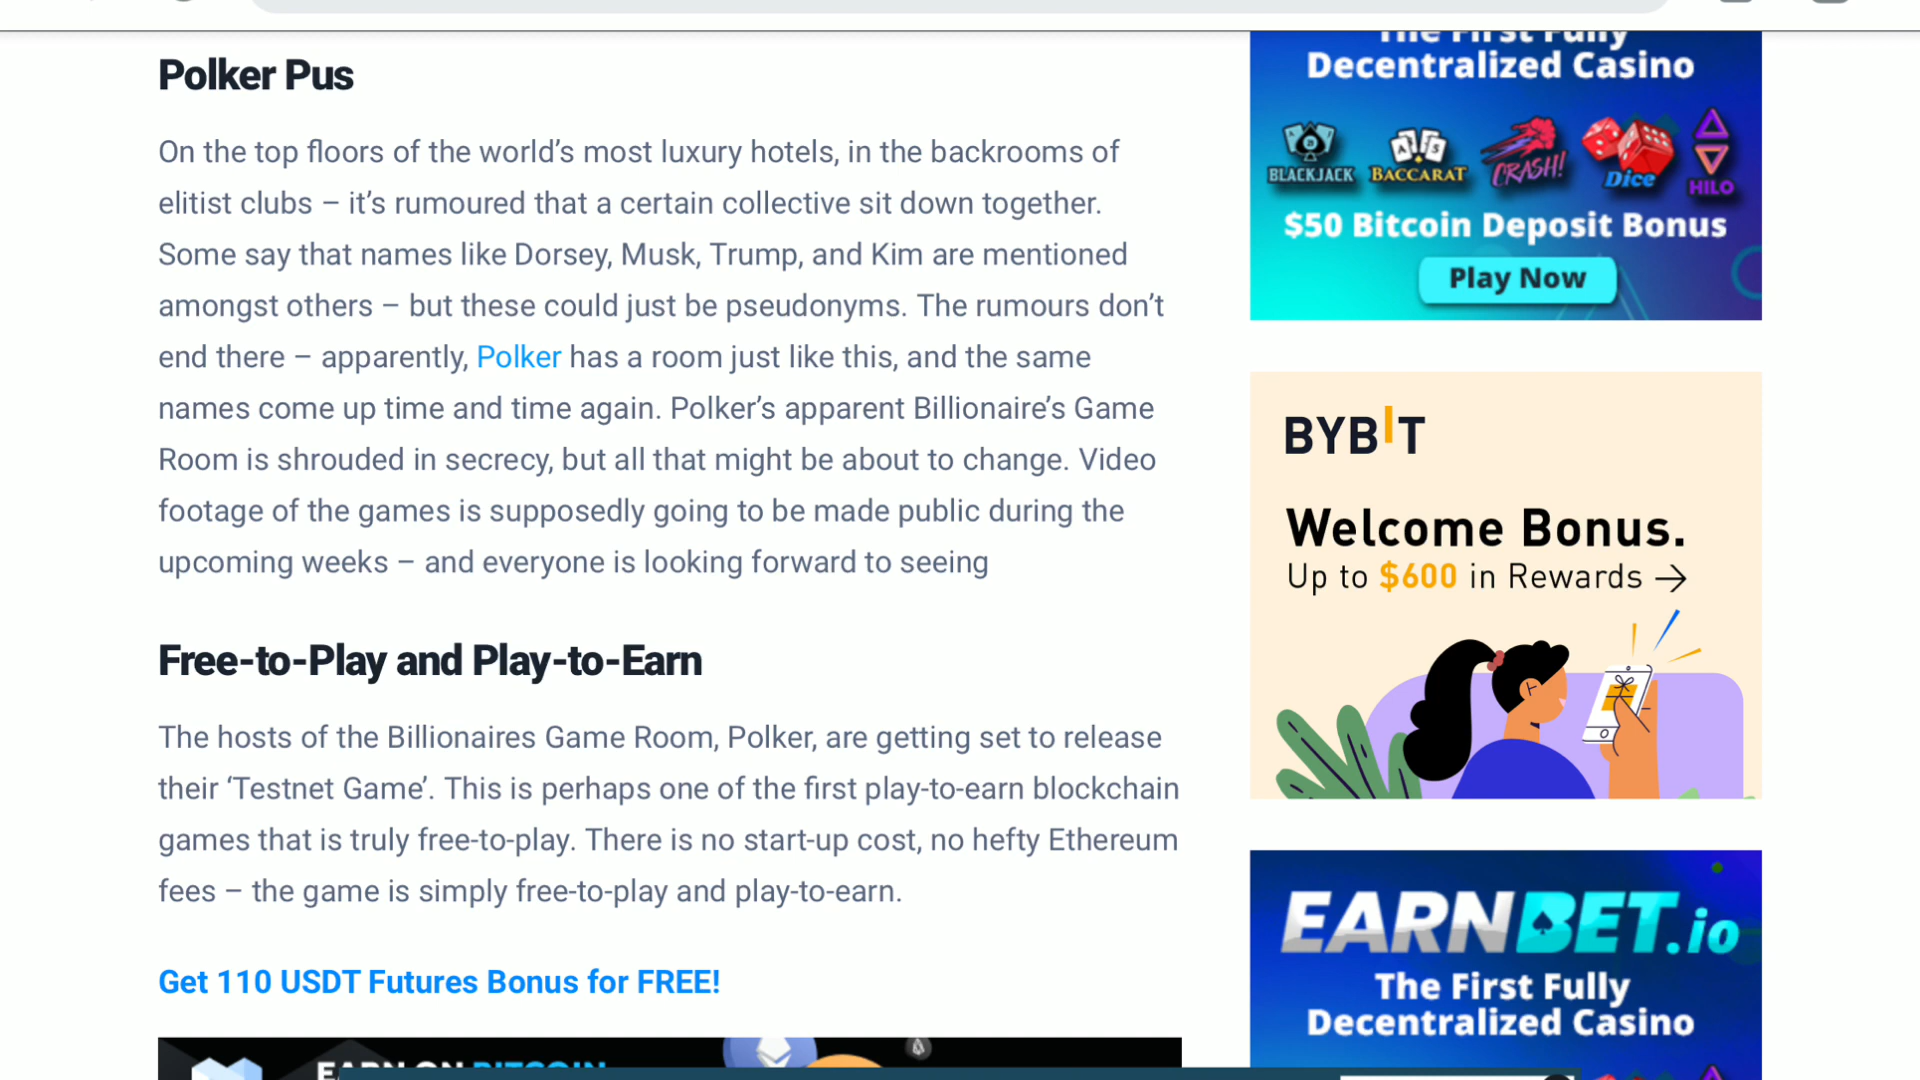 Polker Pus
On the top floors of the world’s most luxury hotels, in the backrooms of
elitist clubs – it’s rumoured that a certain collective sit down together.
Some say that names like Dorsey, Musk, Trump, and Kim are mentioned
amongst others – but these could just be pseudonyms. The rumours don’t
end there – apparently, Polker has a room just like this, and the same
names come up time and time again. Polker’s apparent Billionaire’s Game
Room is shrouded in secrecy, but all that might be about to change. Video
footage of the games is supposedly going to be made public during the
upcoming weeks – and everyone is looking forward to seeing
Free-to-Play and Play-to-Earn
The hosts of the Billionaires Game Room, Polker, are getting set to release
their ‘Testnet Game’. This is perhaps one of the first play-to-earn blockchain
games that is truly free-to-play. There is no start-up cost, no hefty Ethereum
fees – the game is simply free-to-play and play-to-earn.
Get 110 USDT Futures Bonus for FREE!
EARN ON BITCOIN
The First Fully
Decentralized Casino
BLACKJACK BACCARAT CRASH! Dice HILO
$50 Bitcoin Deposit Bonus
Play Now
BYBIT
Welcome Bonus.
Up to $600 in Rewards →
EARNBET.io
The First Fully
Decentralized Casino